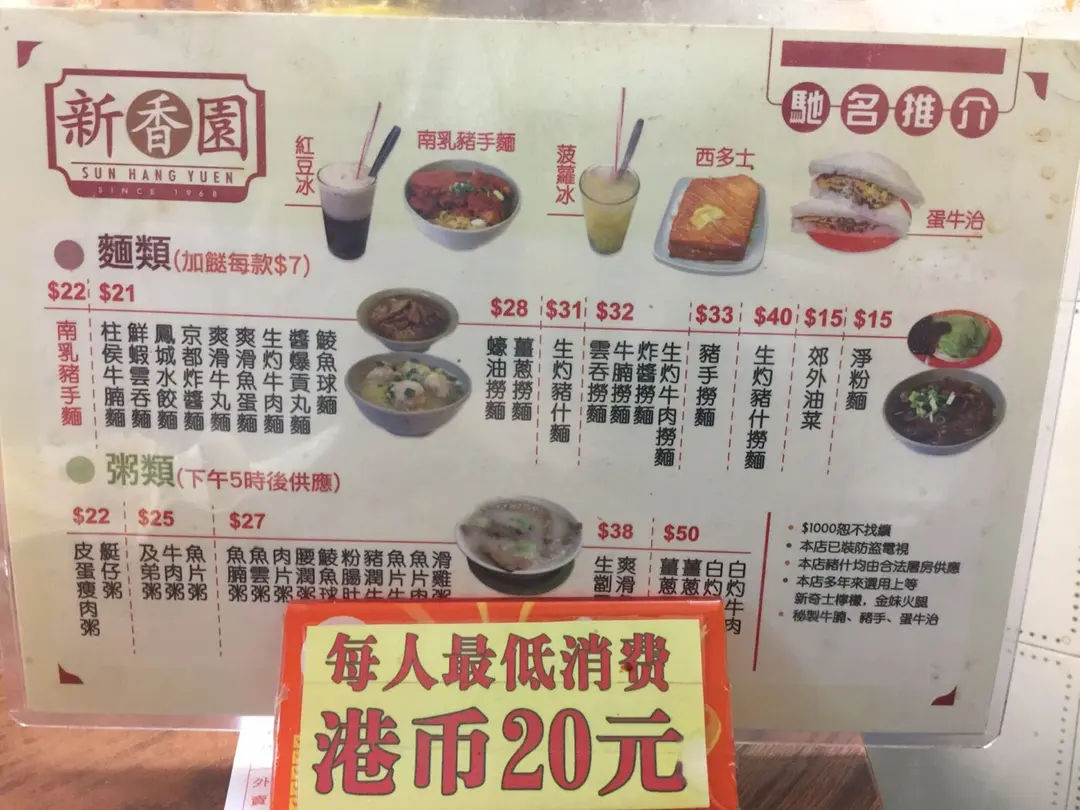 新香園
SUN HANG YUEN
SINCE 1968
紅豆冰
南乳豬手麵
菠蘿冰
西多士
馳名推介
蛋牛治
麵類(加餸每款$7)
$22
南乳豬手麵
$21
柱侯牛腩麵
鮮蝦雲吞麵
鳳城水餃麵
京都炸醬麵
爽滑牛丸麵
爽滑魚蛋麵
生灼牛肉麵
醬爆貢丸麵
鯪魚球麵
$28
蠔油撈麵
薑蔥撈麵
$31
生灼豬什麵
$32
雲吞撈麵
牛腩撈麵
炸醬撈麵
生灼牛肉撈麵
$33
豬手撈麵
$40
生灼豬什撈麵
$15
郊外油菜
$15
淨粉麵
粥類(下午5時後供應)
$22
皮蛋瘦肉粥
艇仔粥
$25
及弟粥
牛肉粥
魚片粥
$27
魚腩粥
魚雲粥
肉片粥
腰潤粥
鯪魚球
粉腸肚
豬潤牛
魚片牛
魚片肉
滑雞粥
$38
生劏
爽滑
$50
薑蔥
薑蔥
白灼
白灼牛肉
$1000恕不找續
本店已裝防盜電視
本店豬什均由合法屠房供應
本店多年來選用上等
新奇士檸檬，金妹火腿
秘製牛腩、豬手、蛋牛治
每人最低消费
港币20元
外賣